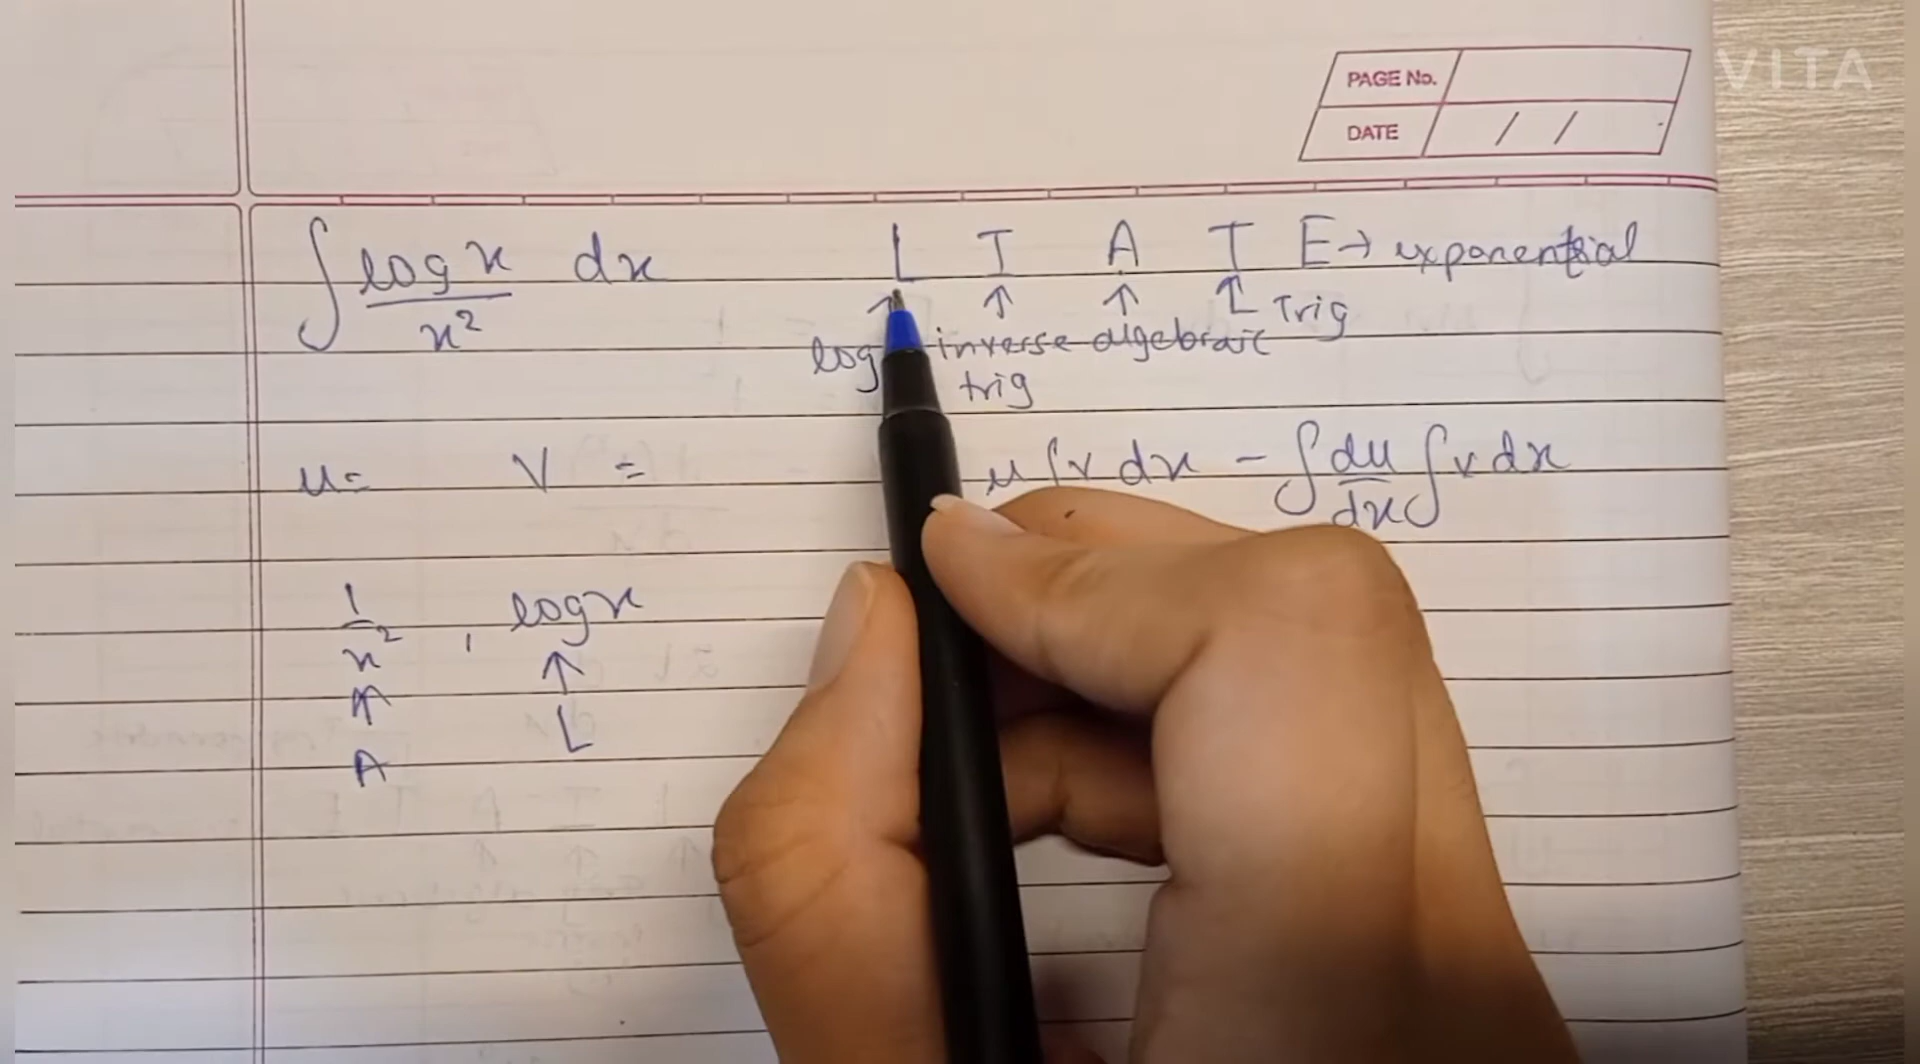 VITA
PAGE No.
DATE / /
∫ log x / x² dx
L I A T E → exponential
↑ ↑ ↑ ↑ Trig
log inverse algebraic
trig
u = v = u ∫ v dx - ∫ du/dx ∫ v dx
1/x² , log x
↑ ↑
A L